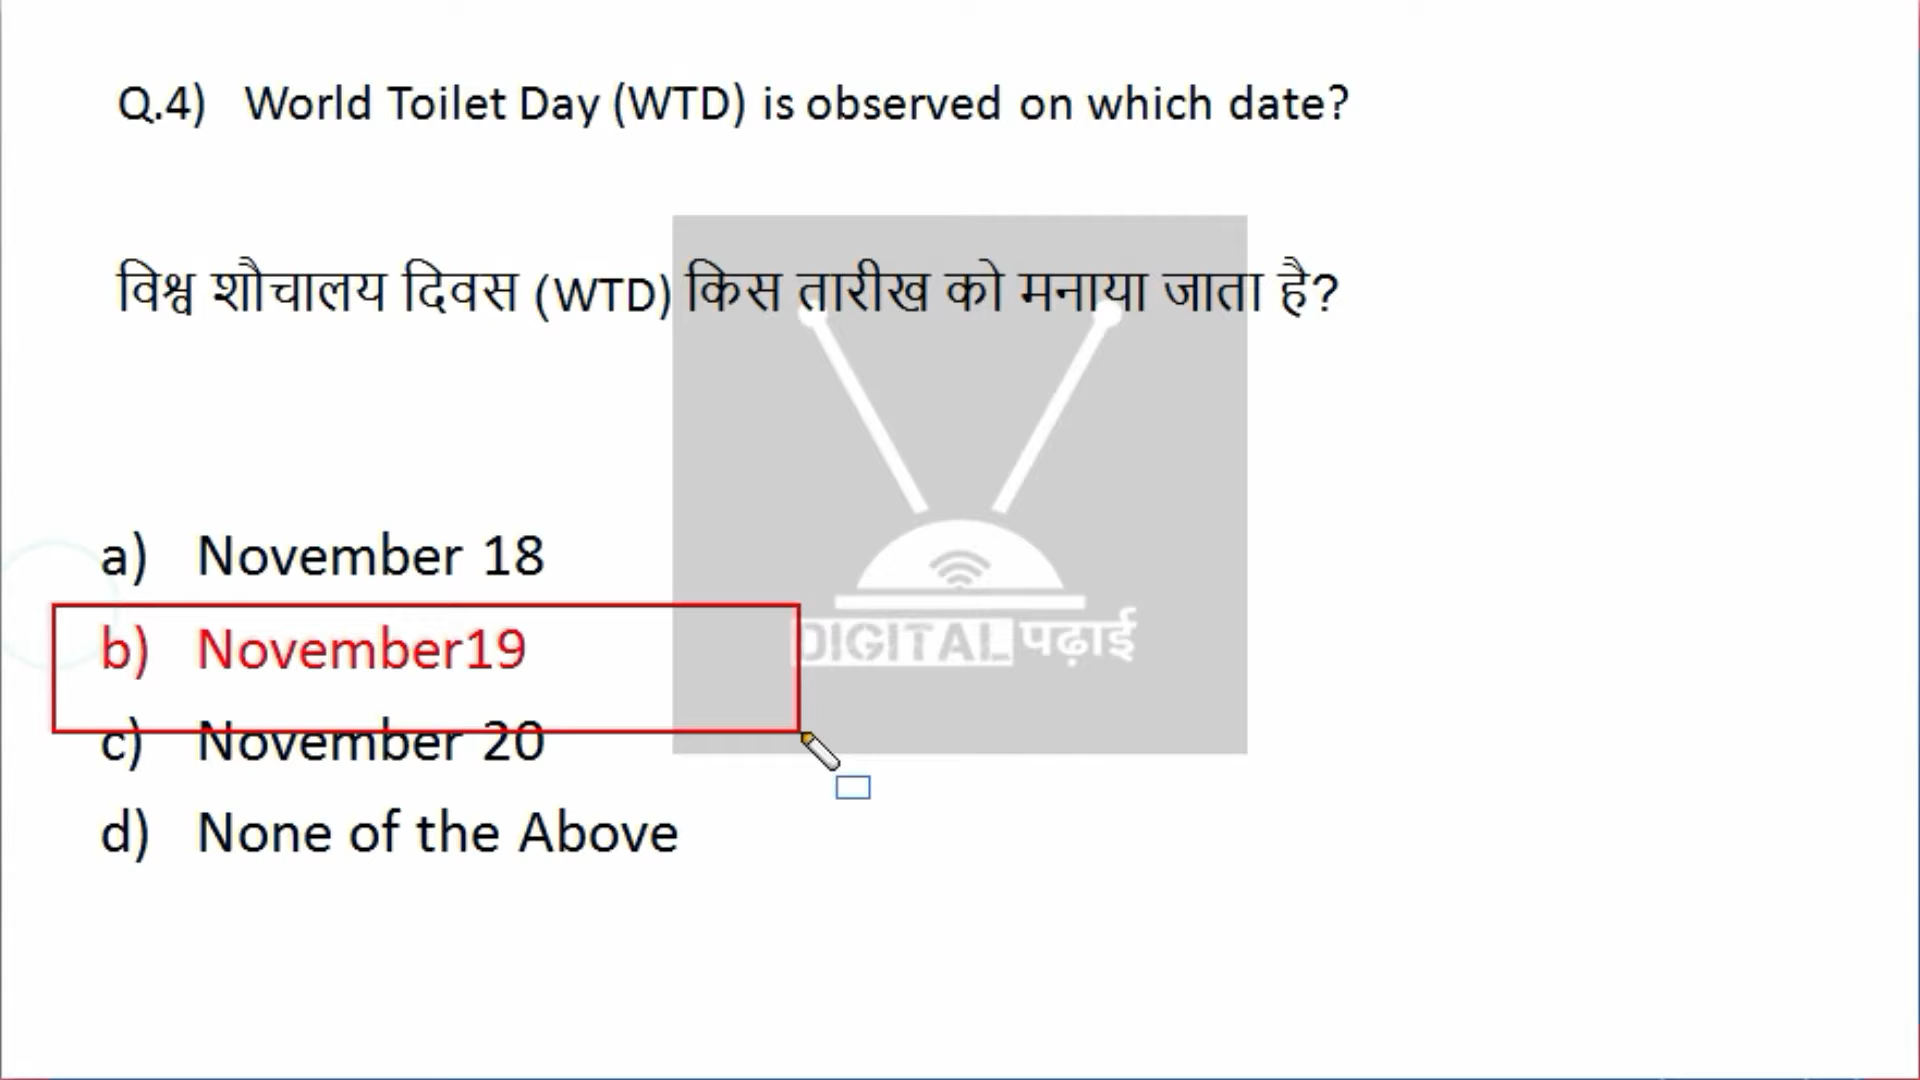 Q.4) World Toilet Day (WTD) is observed on which date?
विश्व शौचालय दिवस (WTD) किस तारीख को मनाया जाता है?
a) November 18
b) November19
DIGITAL पढ़ाई
c) November 20
d) None of the Above